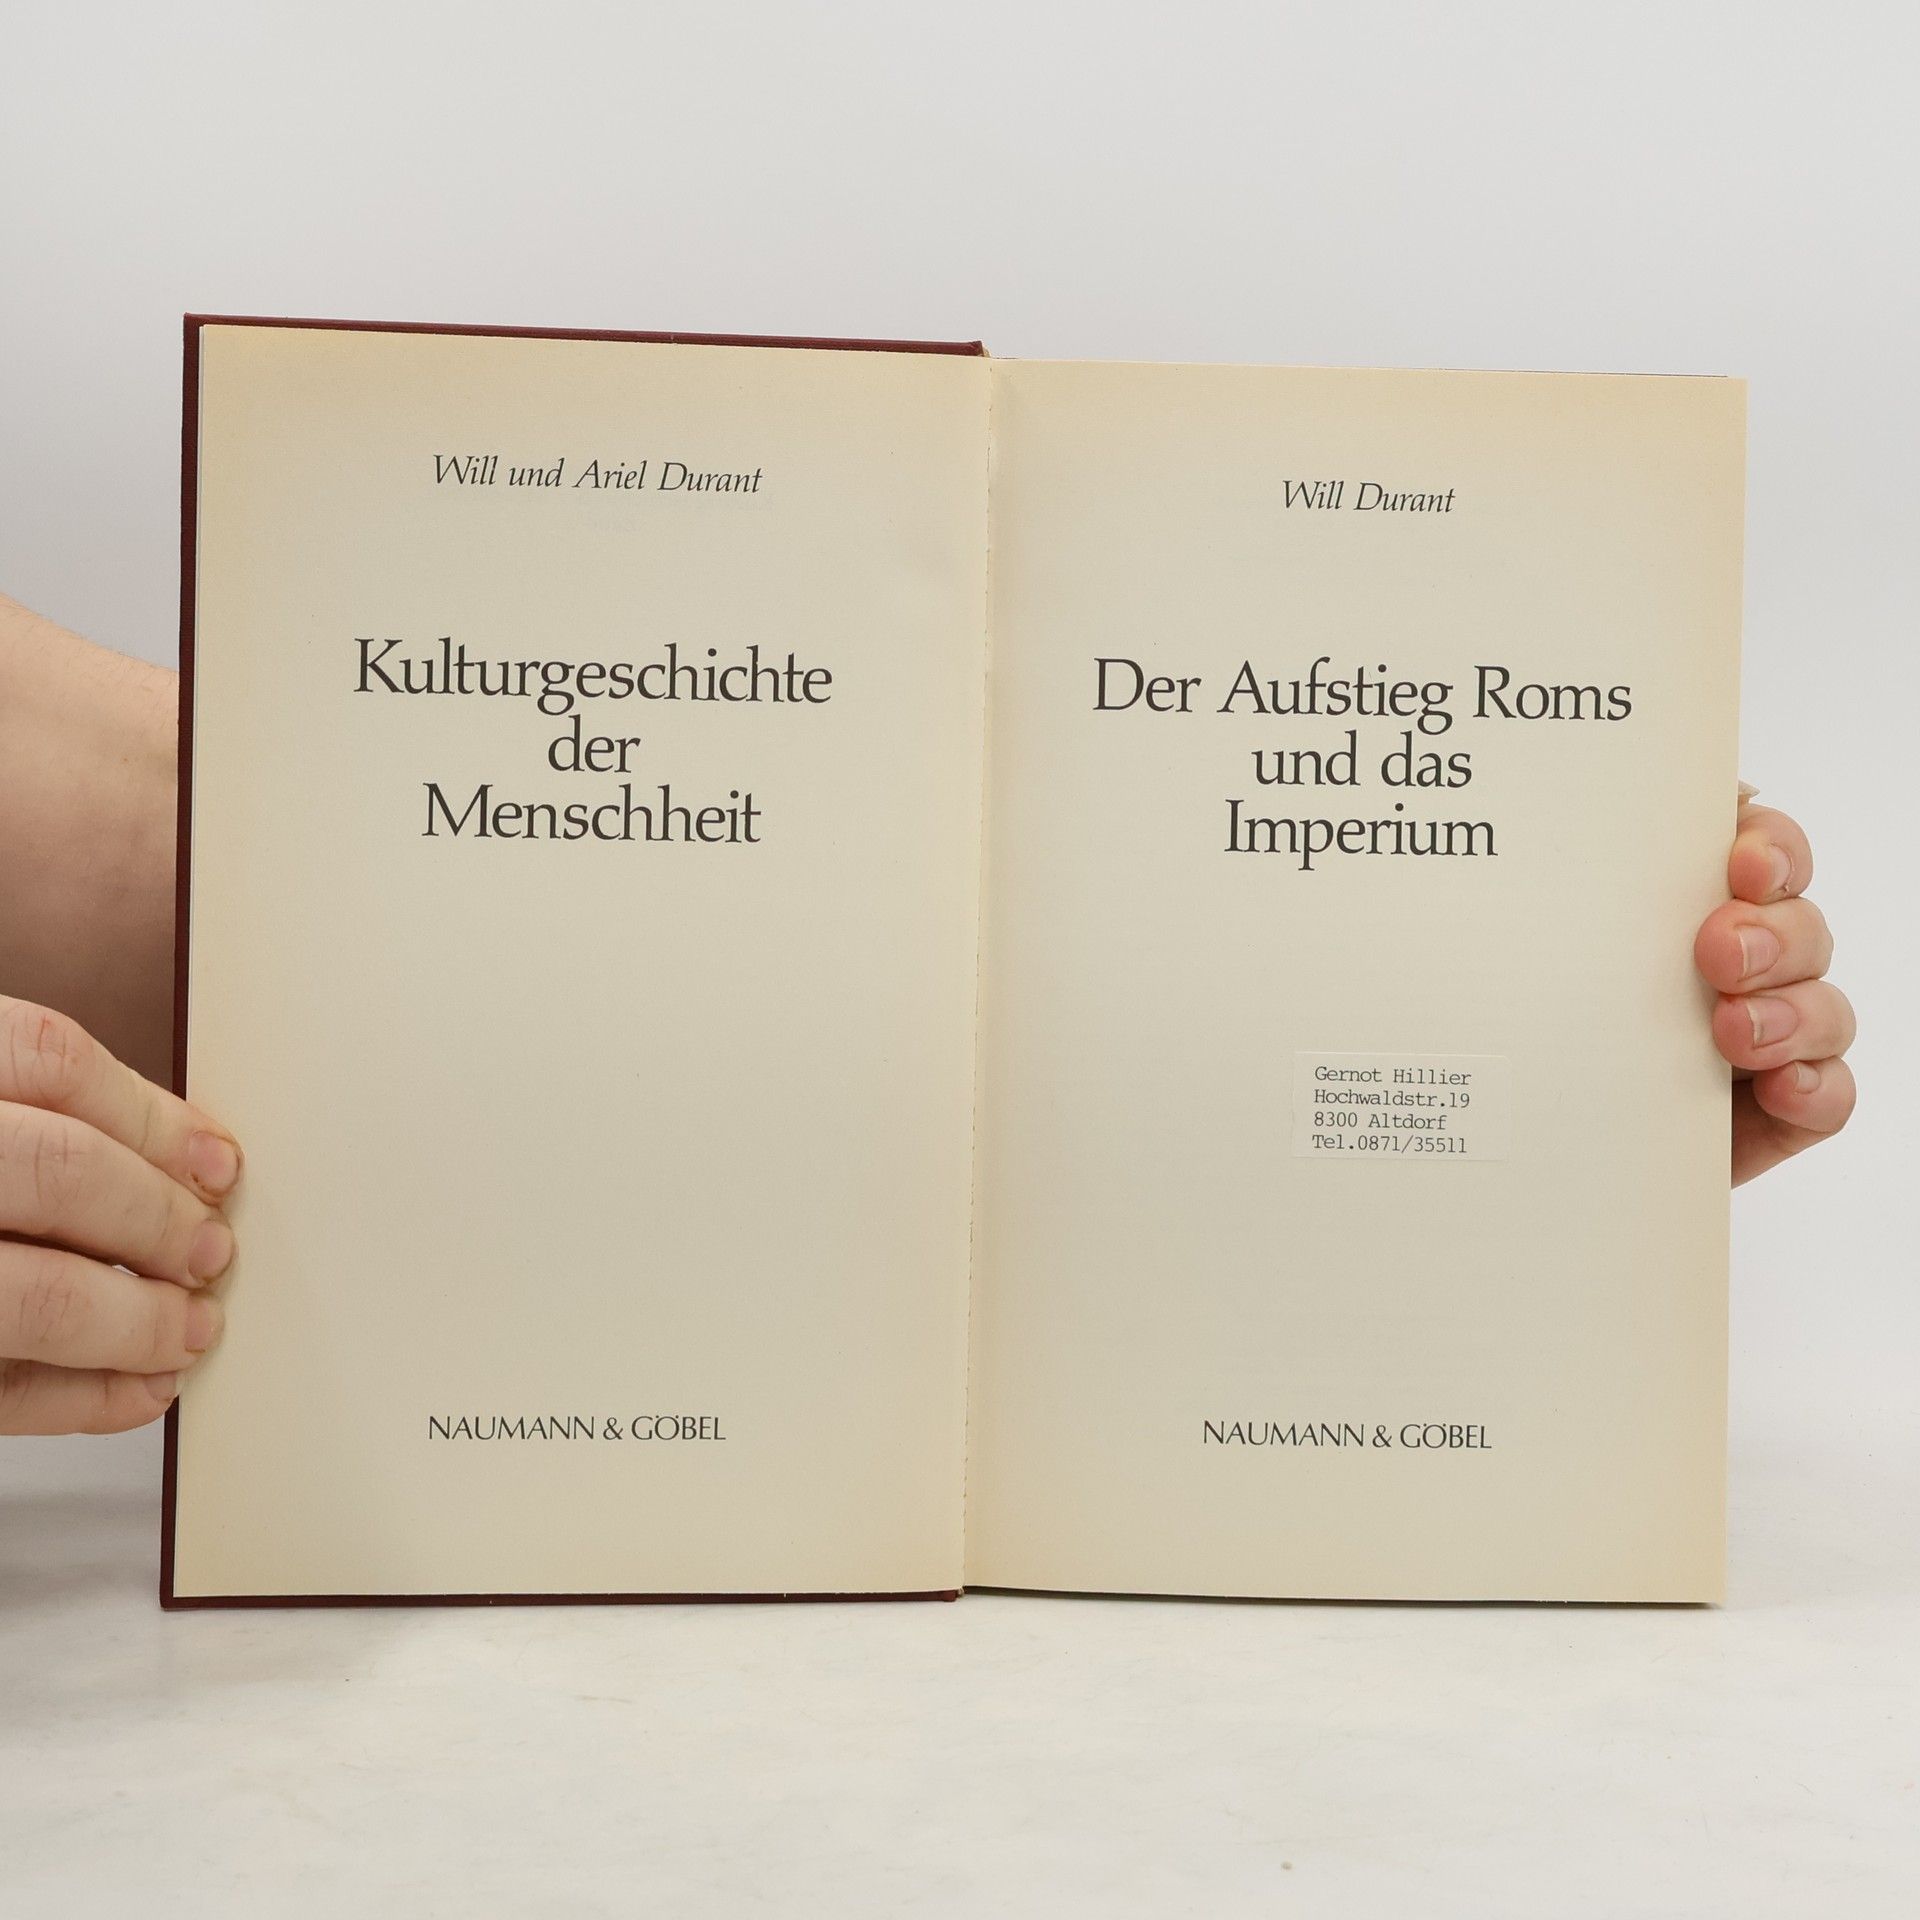 Will und Ariel Durant
Kulturgeschichte
der
Menschheit
NAUMANN & GÖBEL
Will Durant
Der Aufstieg Roms
und das
Imperium
Gernot Hillier
Hochwaldstr.19
8300 Altdorf
Tel.0871/35511
NAUMANN & GÖBEL